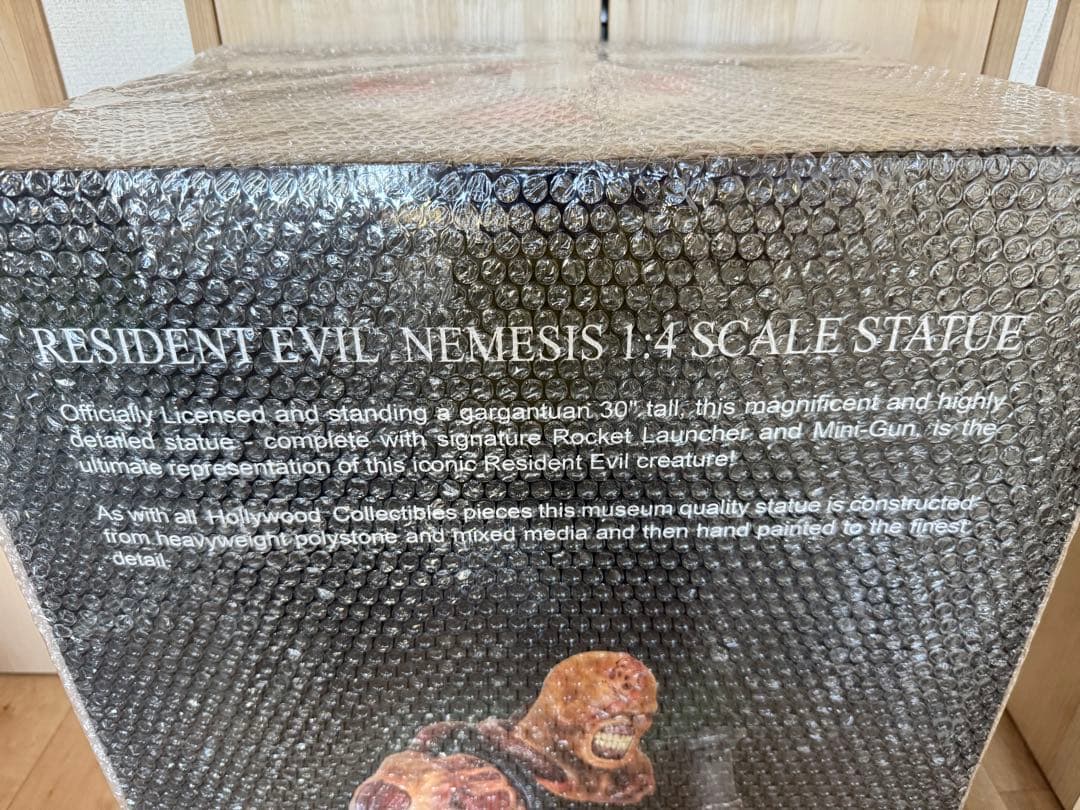 RESIDENT EVIL NEMESIS 1:4 SCALE STATUE
Officially Licensed and standing a gargantuan 30" tall, this magnificent and highly
detailed statue - complete with signature Rocket Launcher and Mini-Gun, is the
ultimate representation of this iconic Resident Evil creature!
As with all Hollywood Collectibles pieces this museum quality statue is constructed
from heavyweight polystone and mixed media and then hand painted to the finest
detail.